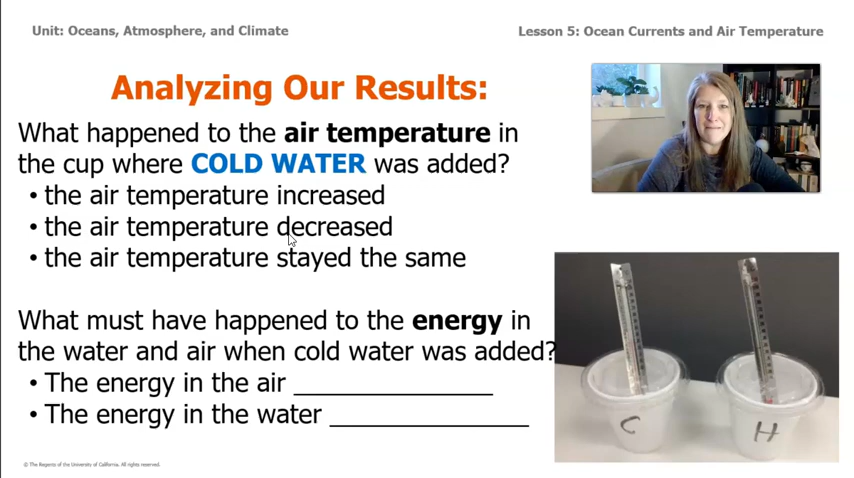 Unit: Oceans, Atmosphere, and Climate
Lesson 5: Ocean Currents and Air Temperature
Analyzing Our Results:
What happened to the air temperature in
the cup where COLD WATER was added?
• the air temperature increased
• the air temperature decreased
• the air temperature stayed the same
What must have happened to the energy in
the water and air when cold water was added?
• The energy in the air _______________
• The energy in the water _______________
C
H
© The Regents of the University of California. All rights reserved.